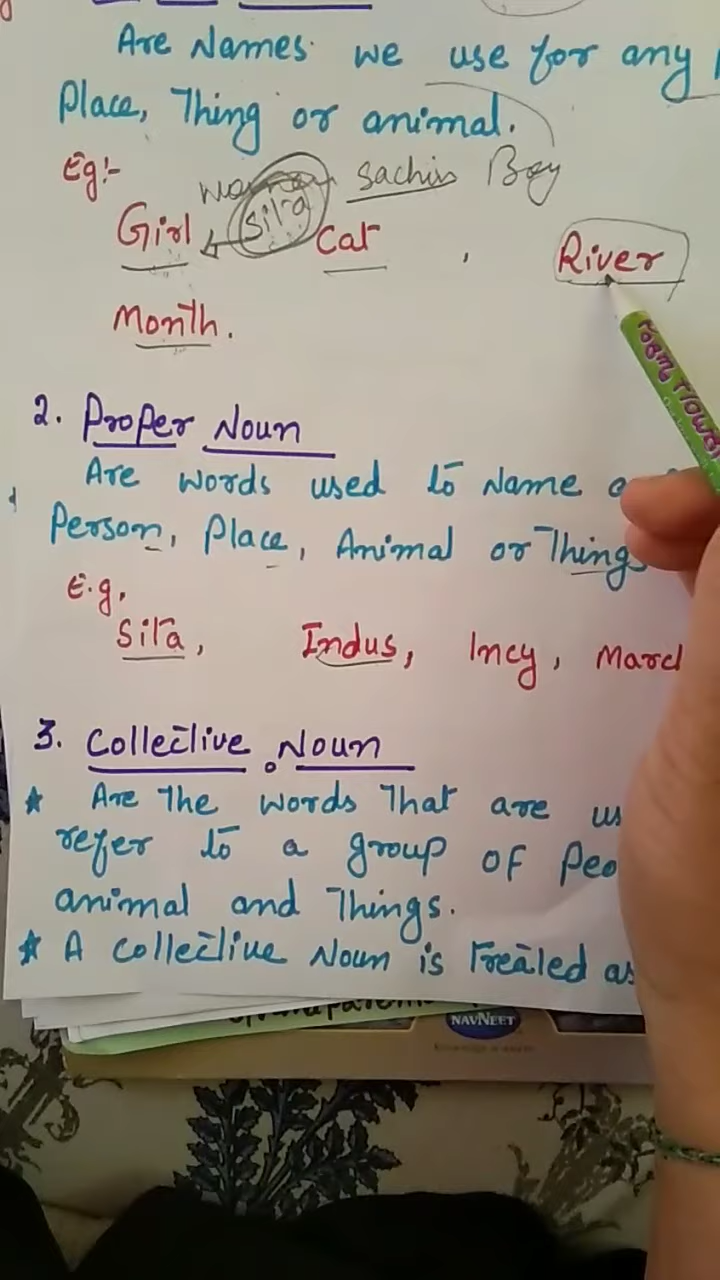 Are Names we use for any
Place, Thing or animal.
Eg:-
sachin Boy
sita
Girl Cat , River
Month.
2. Proper Noun
Are words used to Name a
Person, Place, Animal or Things
E.g.
Sita, Indus, Incy, March
3. Collective Noun
★ Are The words That are us
refer to a group of Peo
animal and Things.
★ A Collective Noun is Treated as
NAVNEET